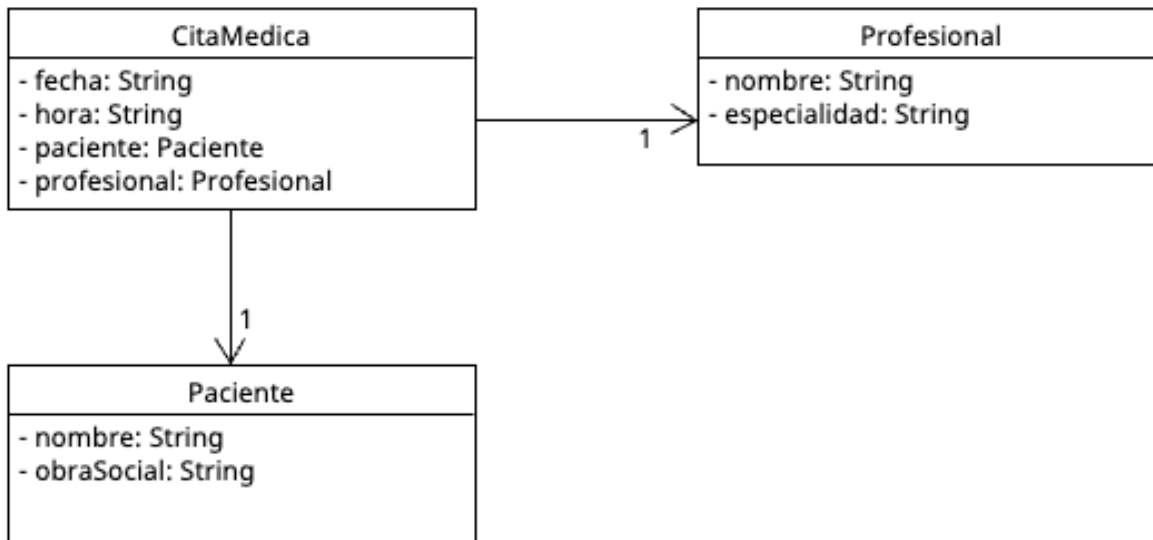 CitaMedica
- fecha: String
- hora: String
- paciente: Paciente
- profesional: Profesional
1
Profesional
- nombre: String
- especialidad: String
1
Paciente
- nombre: String
- obraSocial: String